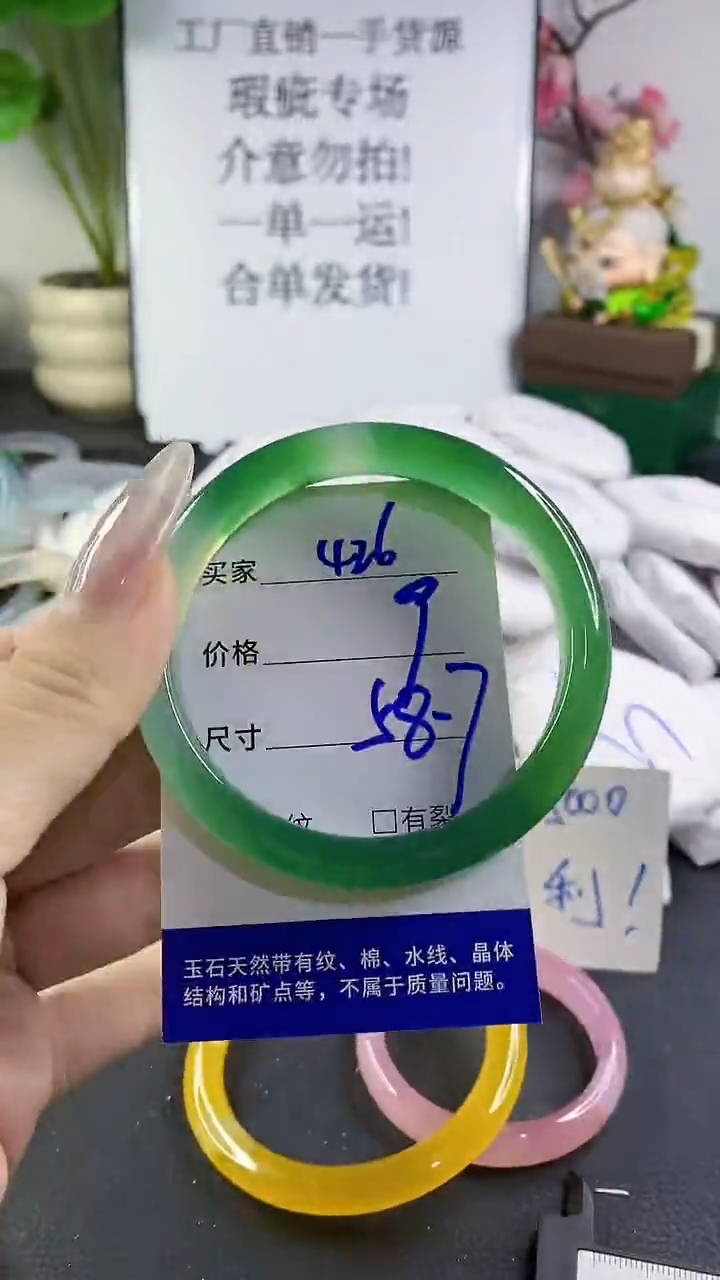 工厂直销一手货源
瑕疵专场
介意勿拍!
一单一运!
合单发货!
买家 426
价格
尺寸 58-7
纹 □有裂
玉石天然带有纹、棉、水线、晶体
结构和矿点等，不属于质量问题。
利!